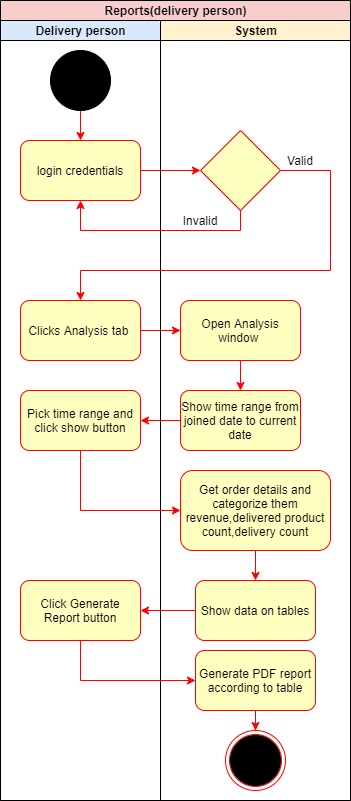 Reports(delivery person)
Delivery person
System
login credentials
Valid
Invalid
Clicks Analysis tab
Open Analysis
window
Pick time range and
click show button
Show time range from
joined date to current
date
Get order details and
categorize them
revenue,delivered product
count,delivery count
Click Generate
Report button
Show data on tables
Generate PDF report
according to table